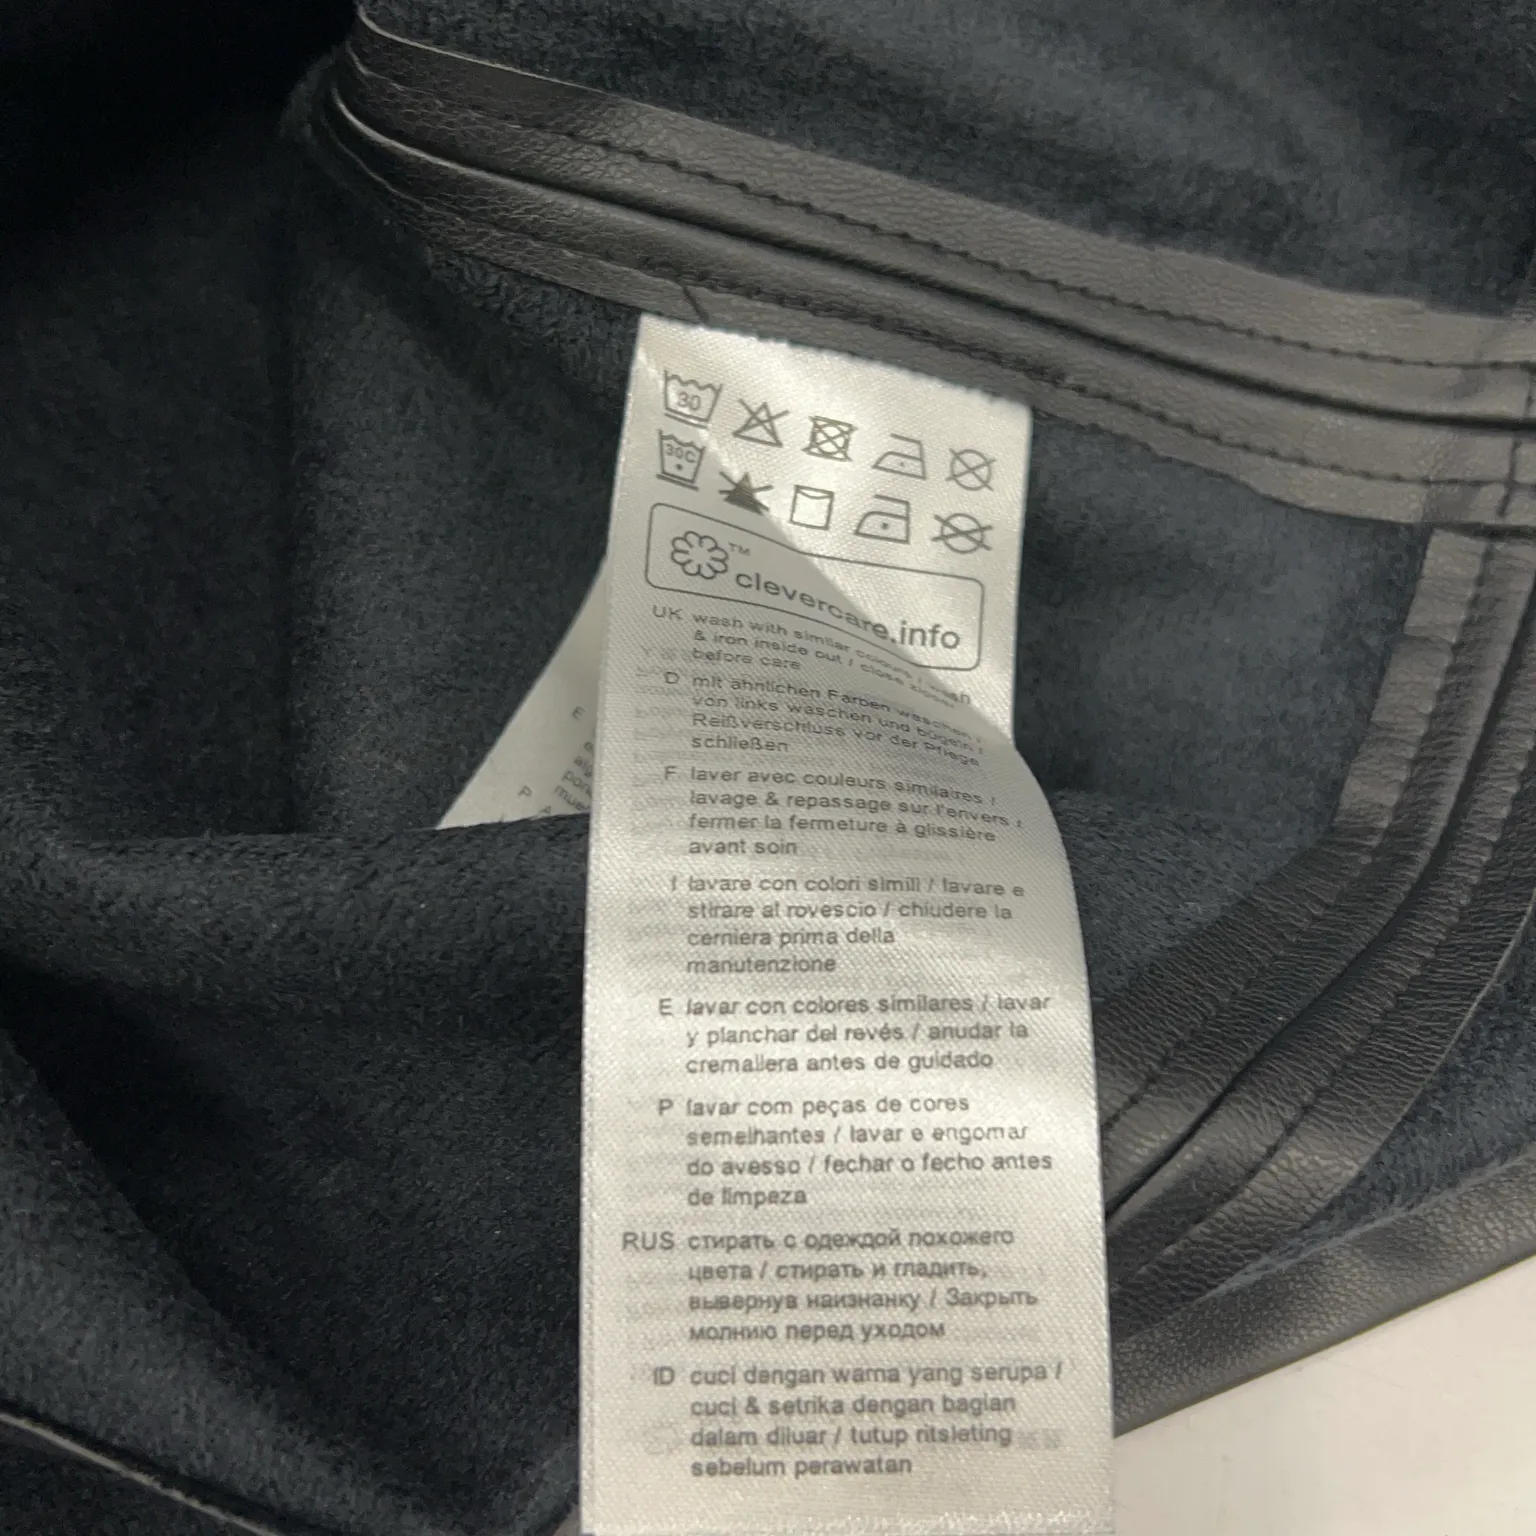 30
30C
™
clevercare.info
UK wash with similar colours / wash
& iron inside out / close zipper
before care
D mit ähnlichen Farben waschen /
von links waschen und bügeln /
Reißverschluss vor der Pflege
schließen
F laver avec couleurs similaires /
lavage & repassage sur l'envers /
fermer la fermeture à glissière
avant soin
I lavare con colori simili / lavare e
stirare al rovescio / chiudere la
cerniera prima della
manutenzione
E lavar con colores similares / lavar
y planchar del revés / anudar la
cremallera antes de guidado
P lavar com peças de cores
semelhantes / lavar e engomar
do avesso / fechar o fecho antes
de limpeza
RUS стирать с одеждой похожего
цвета / стирать и гладить,
вывернув наизнанку / Закрыть
молнию перед уходом
ID cuci dengan warna yang serupa /
cuci & setrika dengan bagian
dalam diluar / tutup ritsleting
sebelum perawatan
E
P